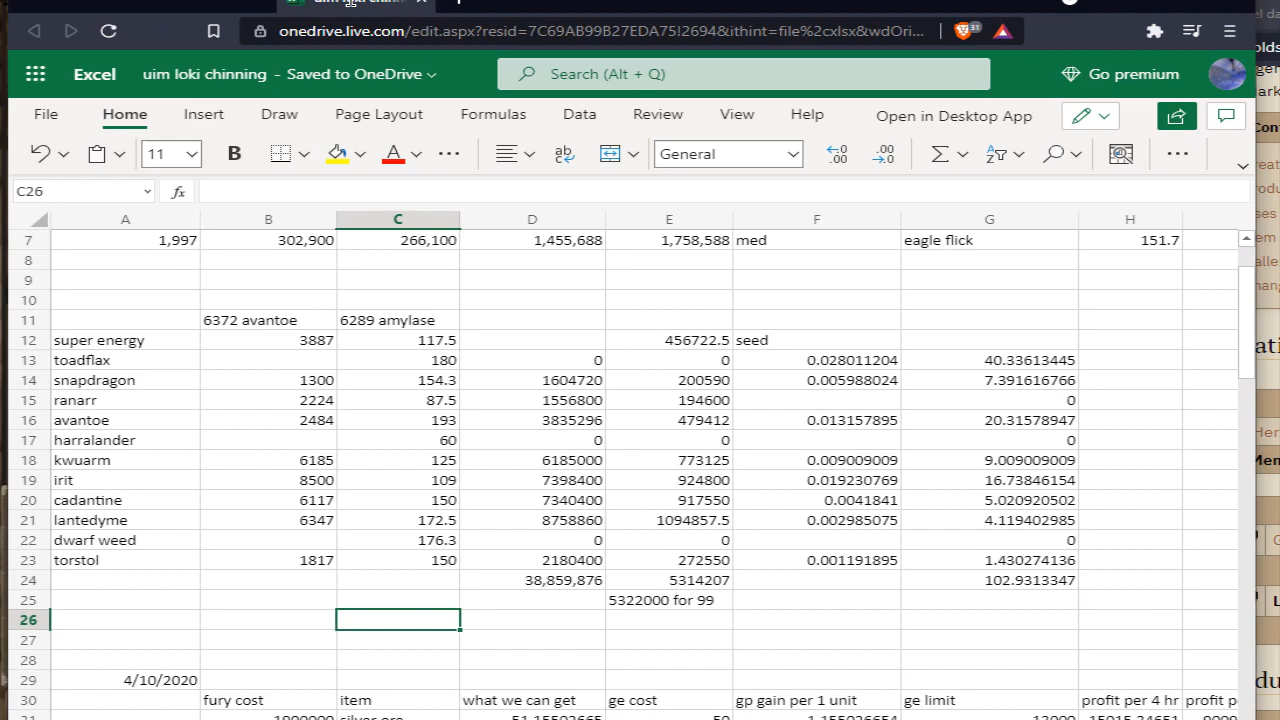 onedrive.live.com/edit.aspx?resid=7C69AB99B27EDA75!2694&ithint=file%2cxlsx&wdOri... 31
Excel uim loki chinning - Saved to OneDrive Search (Alt + Q) Go premium
File Home Insert Draw Page Layout Formulas Data Review View Help Open in Desktop App
11 B A General
C26 fx
A B C D E F G H
7 1,997 302,900 266,100 1,455,688 1,758,588 med eagle flick 151.7
8
9
10
11 6372 avantoe 6289 amylase
12 super energy 3887 117.5 456722.5 seed
13 toadflax 180 0 0 0.028011204 40.33613445
14 snapdragon 1300 154.3 1604720 200590 0.005988024 7.391616766
15 ranarr 2224 87.5 1556800 194600 0
16 avantoe 2484 193 3835296 479412 0.013157895 20.31578947
17 harralander 60 0 0 0
18 kwuarm 6185 125 6185000 773125 0.009009009 9.009009009
19 irit 8500 109 7398400 924800 0.019230769 16.73846154
20 cadantine 6117 150 7340400 917550 0.0041841 5.020920502
21 lantedyme 6347 172.5 8758860 1094857.5 0.002985075 4.119402985
22 dwarf weed 176.3 0 0 0
23 torstol 1817 150 2180400 272550 0.001191895 1.430274136
24 38,859,876 5314207 102.9313347
25 5322000 for 99
26
27
28
29 4/10/2020
30 fury cost item what we can get ge cost gp gain per 1 unit ge limit profit per 4 hr